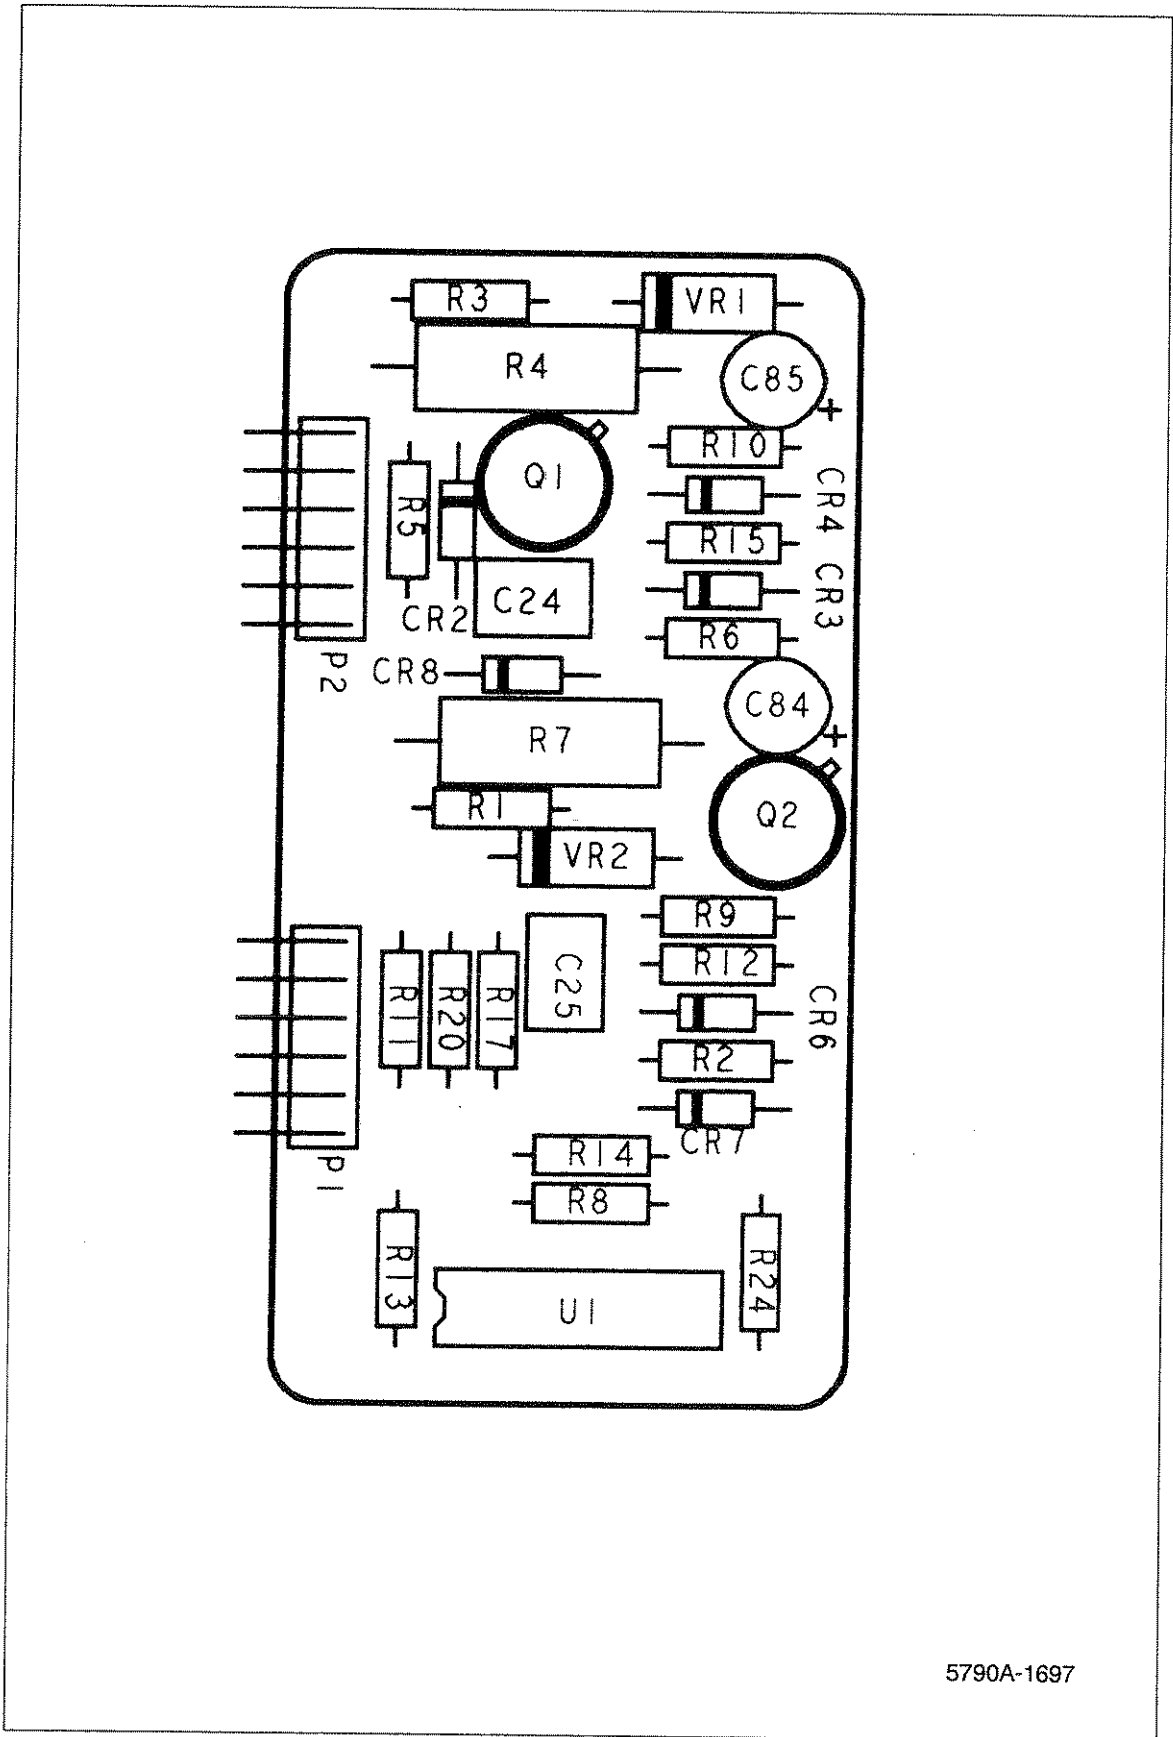 R3
VR1
R4
C85
+
R10
Q1
CR4
R5
R15
CR3
C24
CR2
R6
P2
CR8
C84
+
R7
R1
Q2
VR2
R9
R12
C25
R11
R20
R17
CR6
R2
CR7
P1
R14
R8
R13
R24
U1
5790A-1697